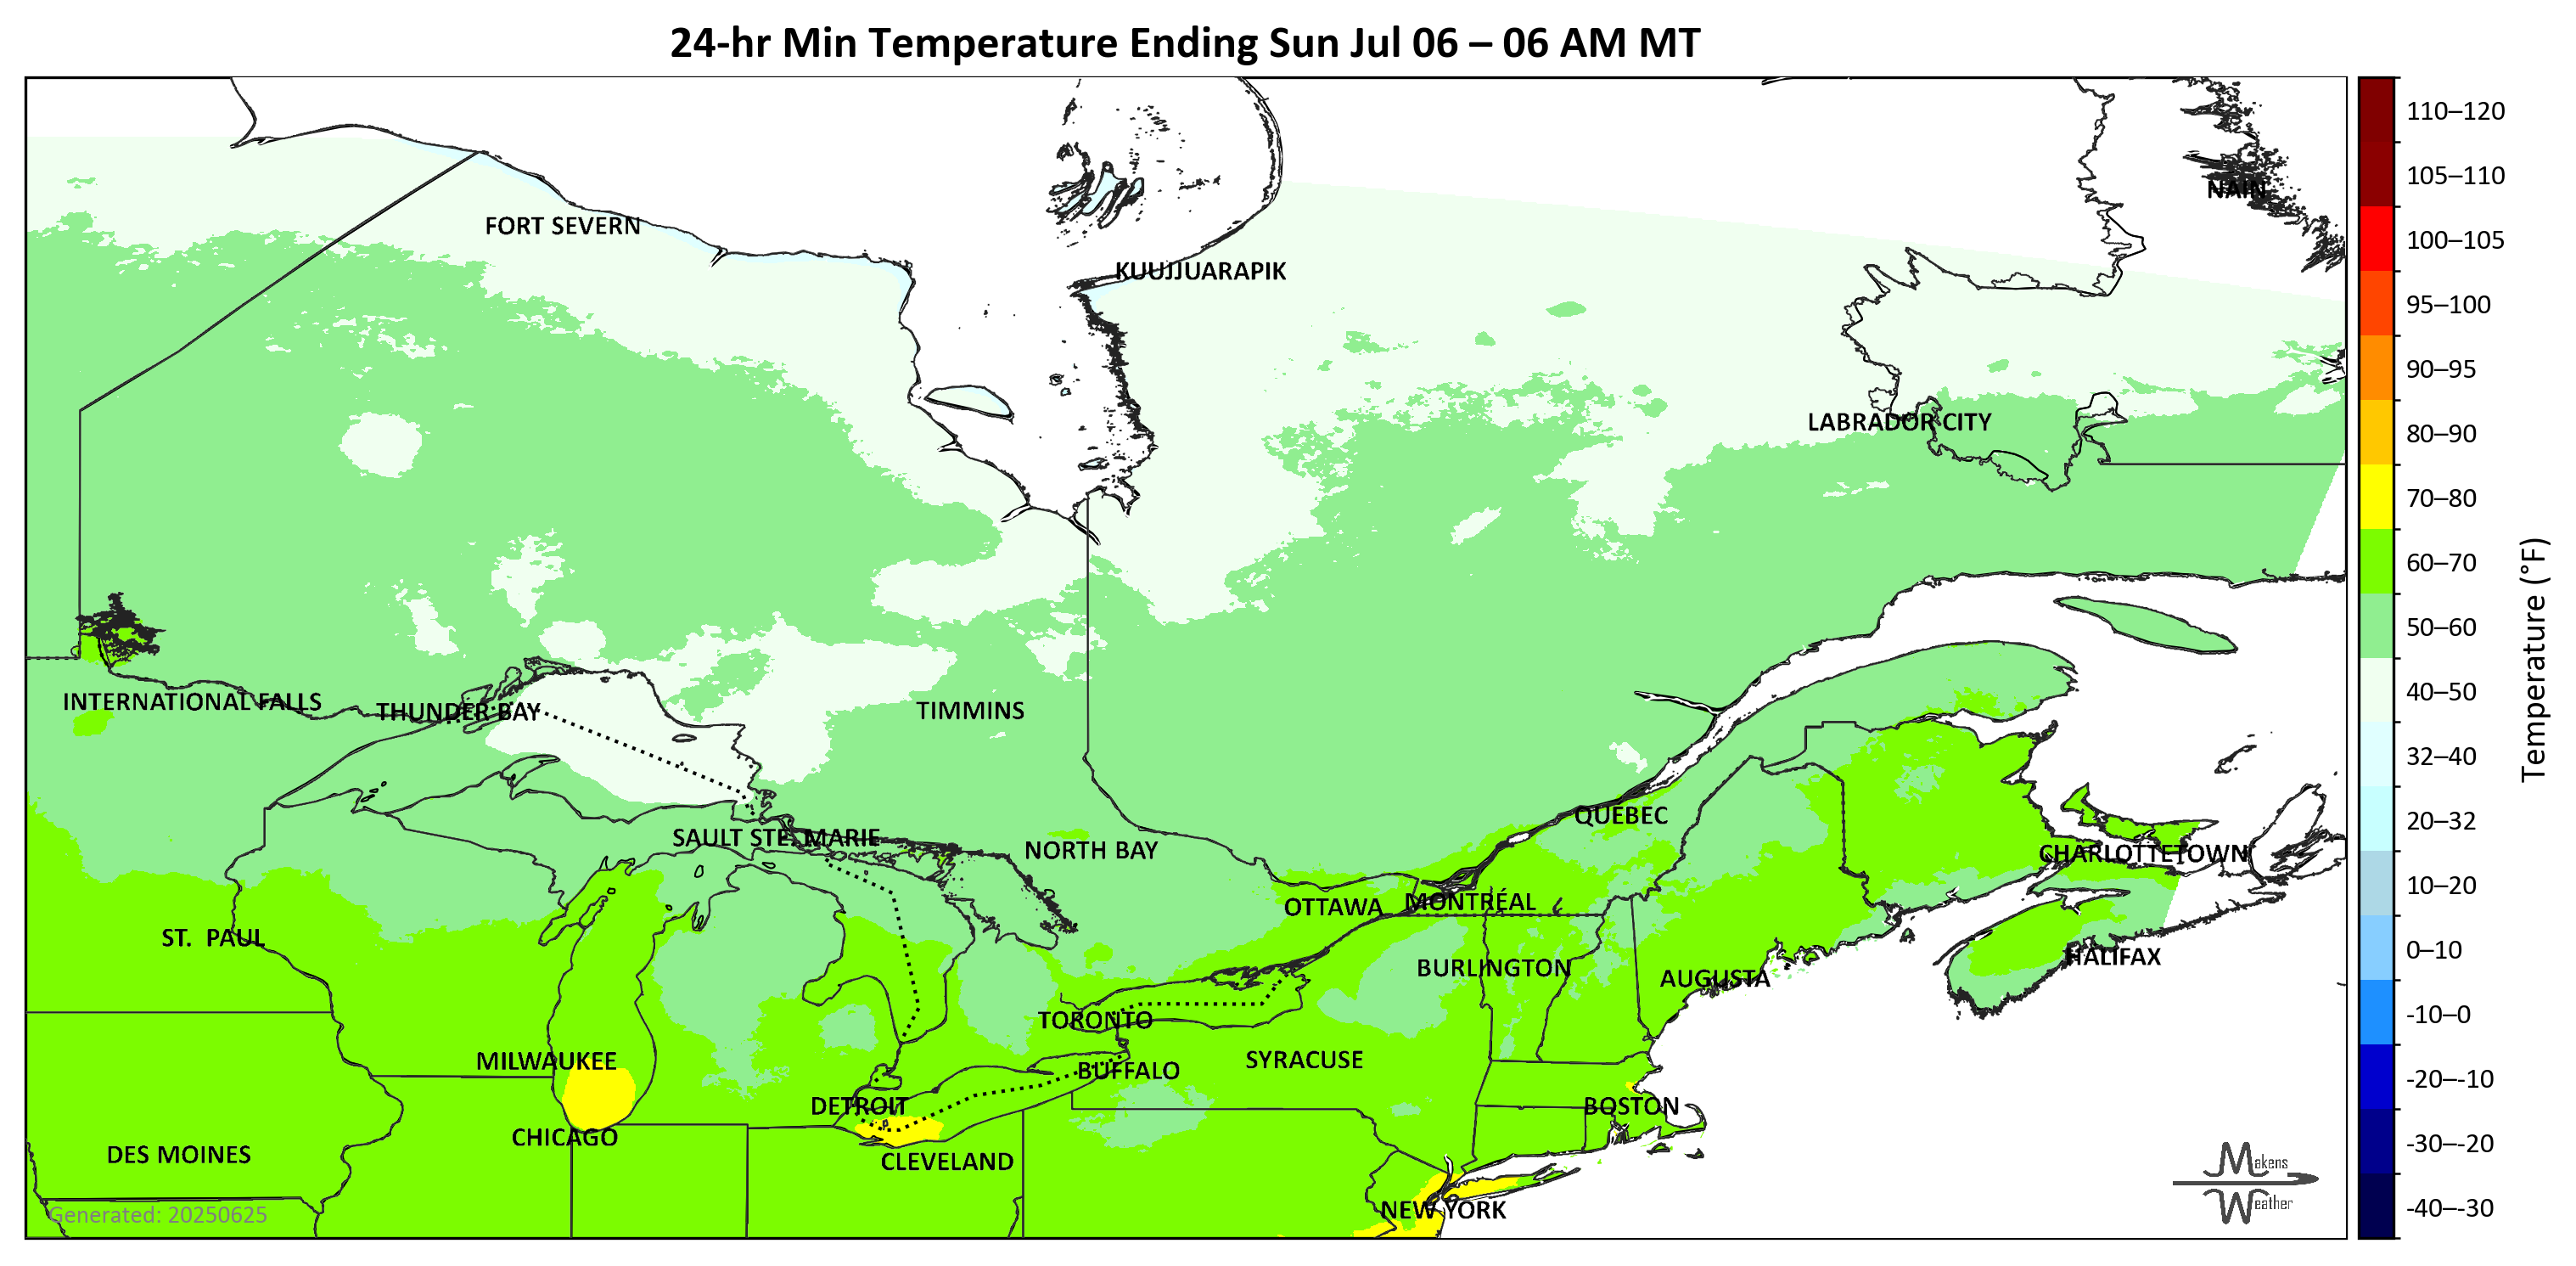 24-hr Min Temperature Ending Sun Jul 06 – 06 AM MT
NAIN
FORT SEVERN
KUUJJUARAPIK
LABRADOR CITY
INTERNATIONAL FALLS
THUNDER BAY
TIMMINS
QUÉBEC
SAULT STE. MARIE
NORTH BAY
CHARLOTTETOWN
OTTAWA
MONTRÉAL
ST. PAUL
HALIFAX
BURLINGTON
AUGUSTA
TORONTO
MILWAUKEE
SYRACUSE
BUFFALO
DETROIT
BOSTON
CHICAGO
DES MOINES
CLEVELAND
NEW YORK
Generated: 20250625
Makens
Weather
110–120
105–110
100–105
95–100
90–95
80–90
70–80
60–70
50–60
40–50
32–40
20–32
10–20
0–10
-10–0
-20–-10
-30–-20
-40–-30
Temperature (°F)